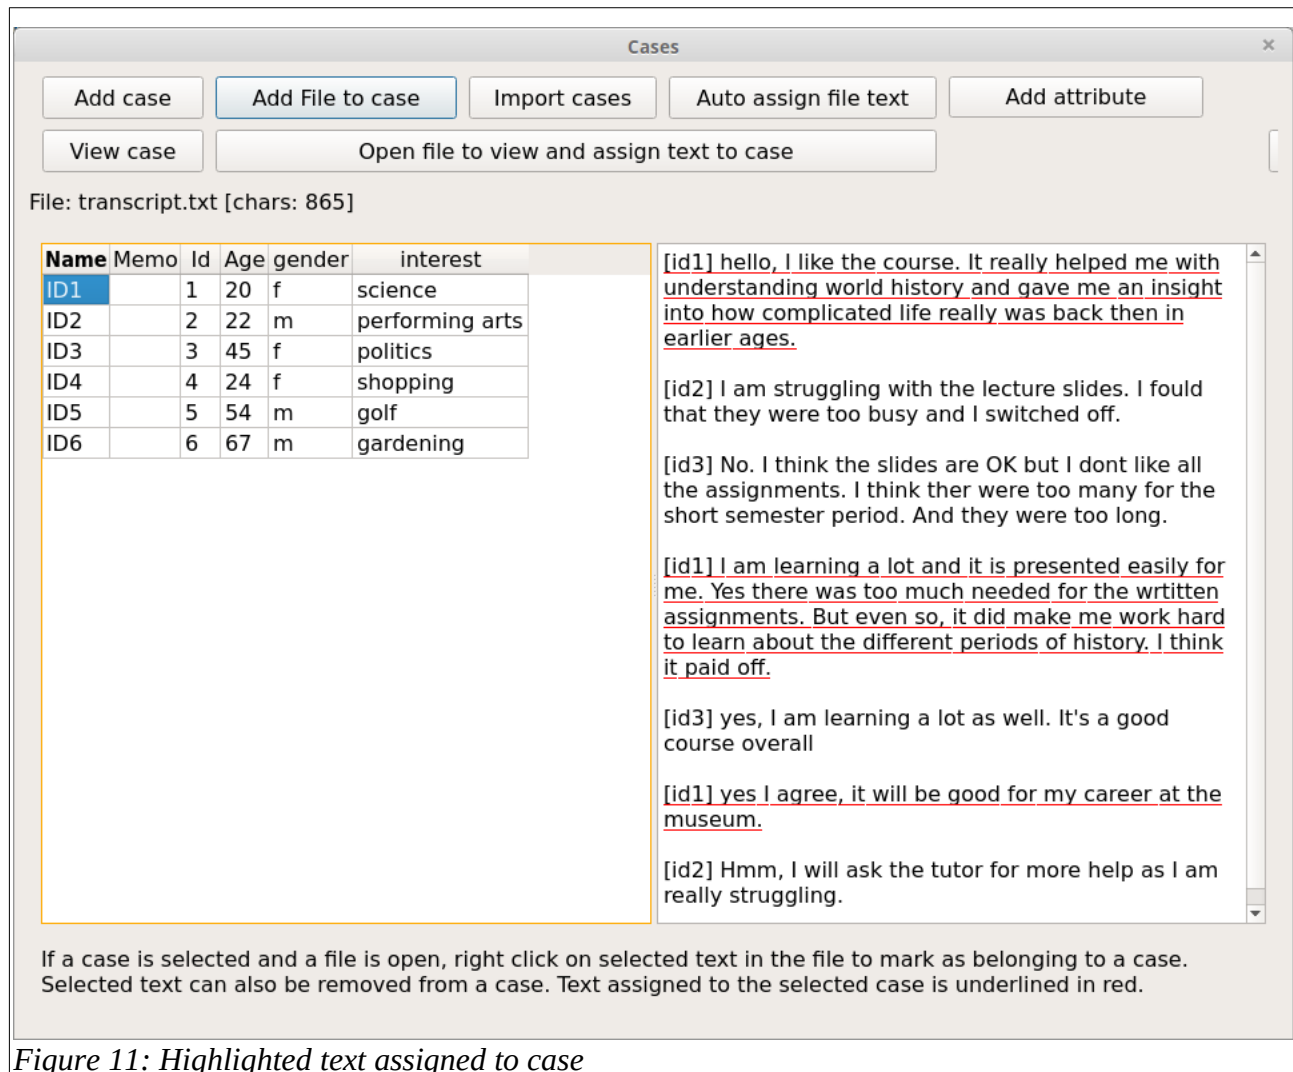 Cases
Add case Add File to case Import cases Auto assign file text Add attribute
View case Open file to view and assign text to case
File: transcript.txt [chars: 865]
Name Memo Id Age gender interest
ID1 1 20 f science
ID2 2 22 m performing arts
ID3 3 45 f politics
ID4 4 24 f shopping
ID5 5 54 m golf
ID6 6 67 m gardening
[id1] hello, I like the course. It really helped me with
understanding world history and gave me an insight
into how complicated life really was back then in
earlier ages.
[id2] I am struggling with the lecture slides. I fould
that they were too busy and I switched off.
[id3] No. I think the slides are OK but I dont like all
the assignments. I think ther were too many for the
short semester period. And they were too long.
[id1] I am learning a lot and it is presented easily for
me. Yes there was too much needed for the wrtitten
assignments. But even so, it did make me work hard
to learn about the different periods of history. I think
it paid off.
[id3] yes, I am learning a lot as well. It's a good
course overall
[id1] yes I agree, it will be good for my career at the
museum.
[id2] Hmm, I will ask the tutor for more help as I am
really struggling.
If a case is selected and a file is open, right click on selected text in the file to mark as belonging to a case.
Selected text can also be removed from a case. Text assigned to the selected case is underlined in red.
Figure 11: Highlighted text assigned to case